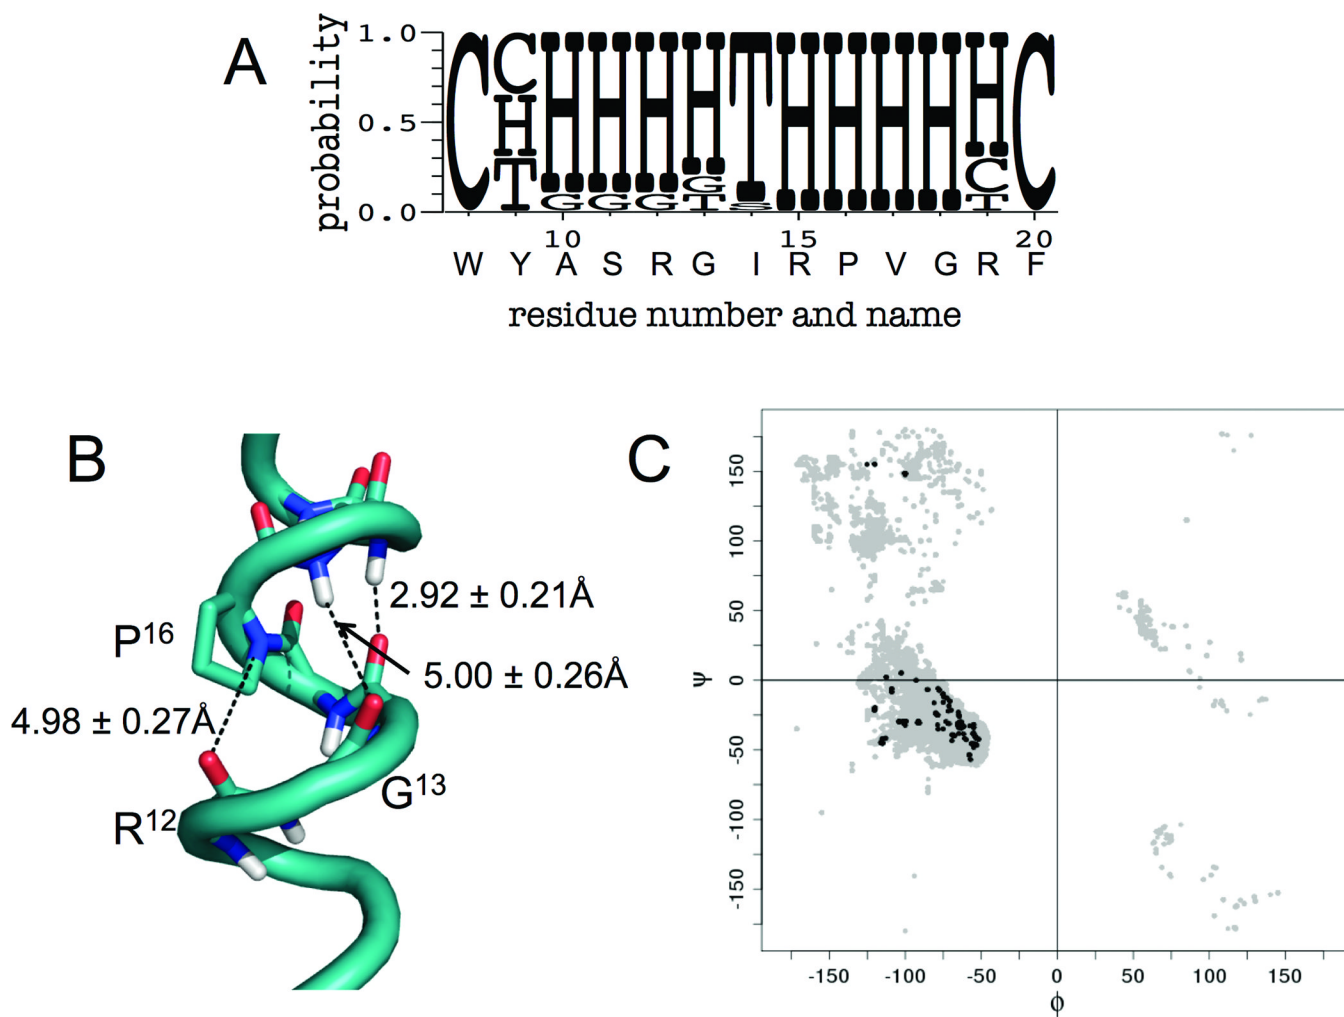 A
probability
1.0
0.5
0.0
C C H T H G H G H G H G T T S H H H H H C T C
10 15 20
W Y A S R G I R P V G R F
residue number and name
B
2.92 ± 0.21Å
P16
5.00 ± 0.26Å
4.98 ± 0.27Å
G13
R12
C
ψ
150
100
50
0
-50
-100
-150
-150 -100 -50 0 50 100 150
ϕ